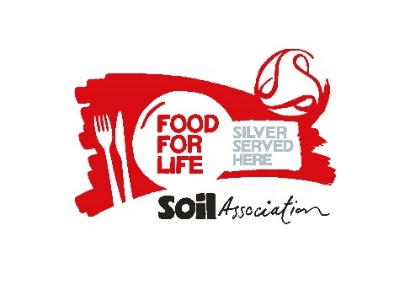 FOOD
FOR
LIFE
SILVER
SERVED
HERE
Soil Association